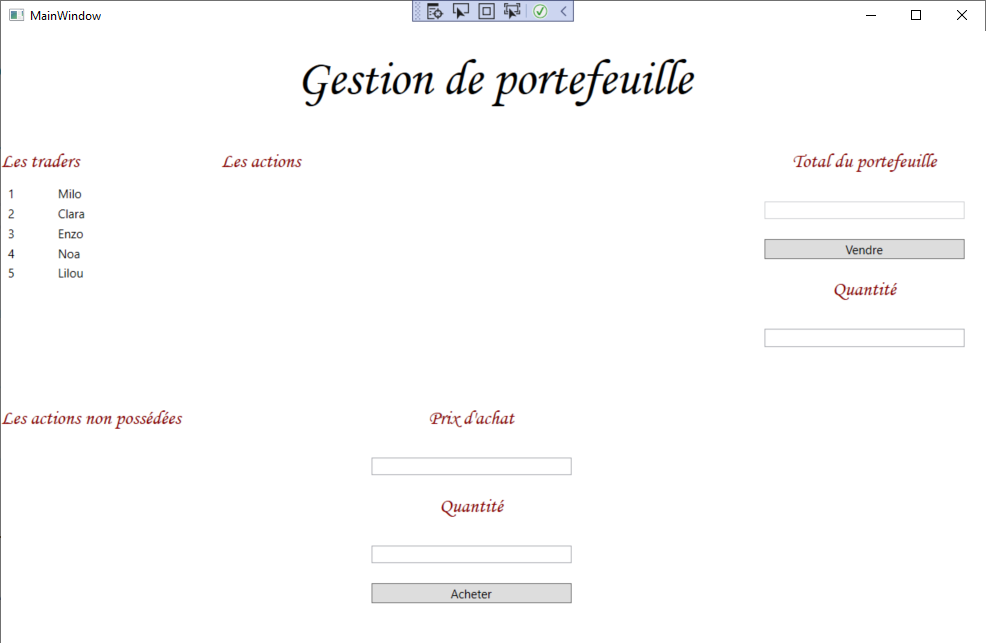 MainWindow
Gestion de portefeuille
Les traders
Les actions
Total du portefeuille
1 Milo
2 Clara
3 Enzo
4 Noa
5 Lilou
Vendre
Quantité
Les actions non possédées
Prix d'achat
Quantité
Acheter